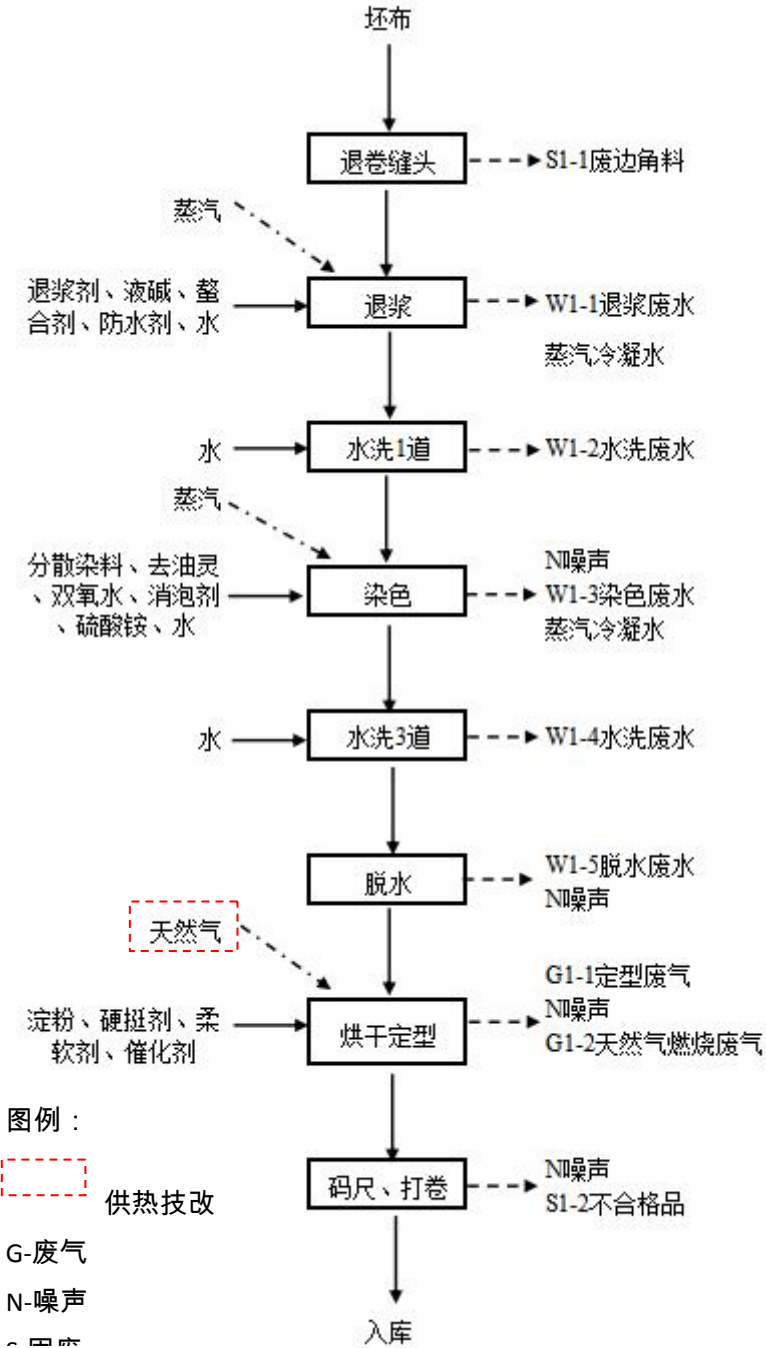 坯布
退卷缝头
S1-1废边角料
蒸汽
退浆剂、液碱、螯
合剂、防水剂、水
退浆
W1-1退浆废水
蒸汽冷凝水
水
水洗1道
W1-2水洗废水
蒸汽
分散染料、去油灵
、双氧水、消泡剂
、硫酸铵、水
染色
N噪声
W1-3染色废水
蒸汽冷凝水
水
水洗3道
W1-4水洗废水
脱水
W1-5脱水废水
N噪声
天然气
淀粉、硬挺剂、柔
软剂、催化剂
烘干定型
G1-1定型废气
N噪声
G1-2天然气燃烧废气
码尺、打卷
N噪声
S1-2不合格品
入库
图例：
供热技改
G-废气
N-噪声